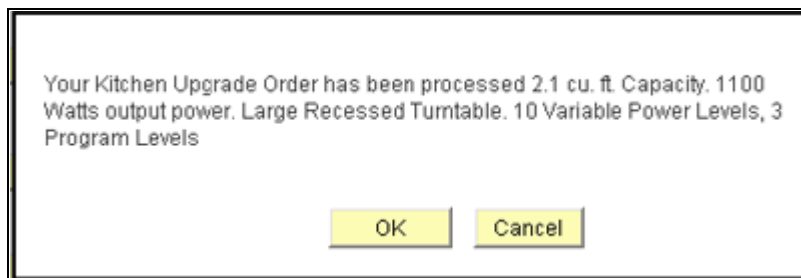 Your Kitchen Upgrade Order has been processed 2.1 cu. ft. Capacity. 1100
Watts output power. Large Recessed Turntable. 10 Variable Power Levels, 3
Program Levels
OK Cancel